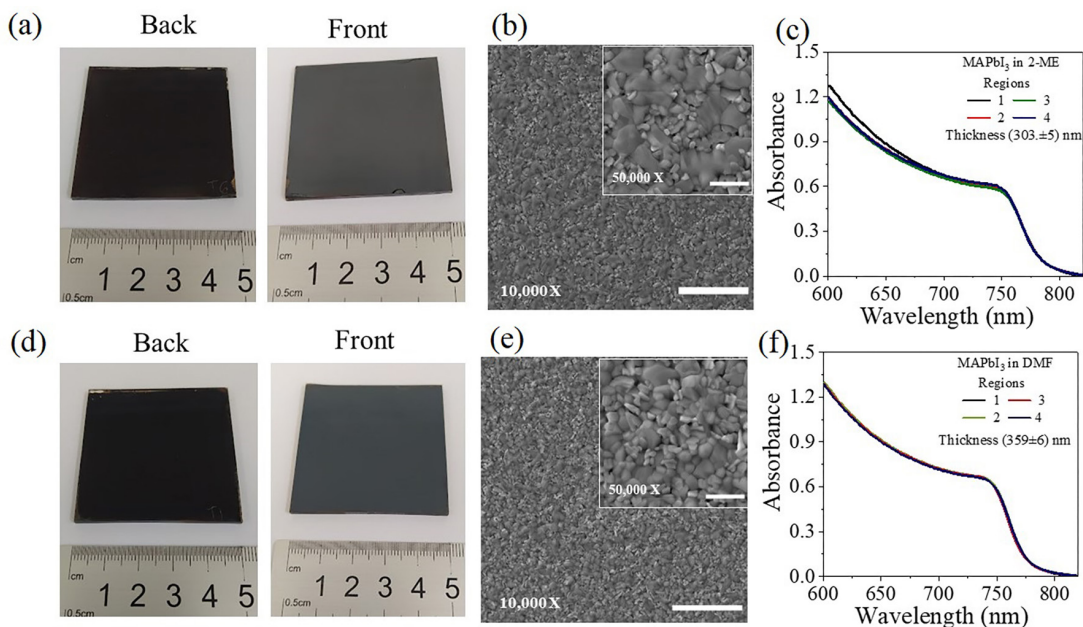 (a)
Back
Front
cm
1 2 3 4 5
0.5cm
cm
1 2 3 4 5
0.5cm
(b)
50,000 X
10,000 X
(c)
1.5
1.2
0.9
0.6
0.3
0.0
Absorbance
MAPbI₃ in 2-ME
Regions
1 3
2 4
Thickness (303.±5) nm
600 650 700 750 800
Wavelength (nm)
(d)
Back
Front
cm
1 2 3 4 5
0.5cm
cm
1 2 3 4 5
0.5cm
(e)
50,000 X
10,000 X
(f)
1.5
1.2
0.9
0.6
0.3
0.0
Absorbance
MAPbI₃ in DMF
Regions
1 3
2 4
Thickness (359±6) nm
600 650 700 750 800
Wavelength (nm)